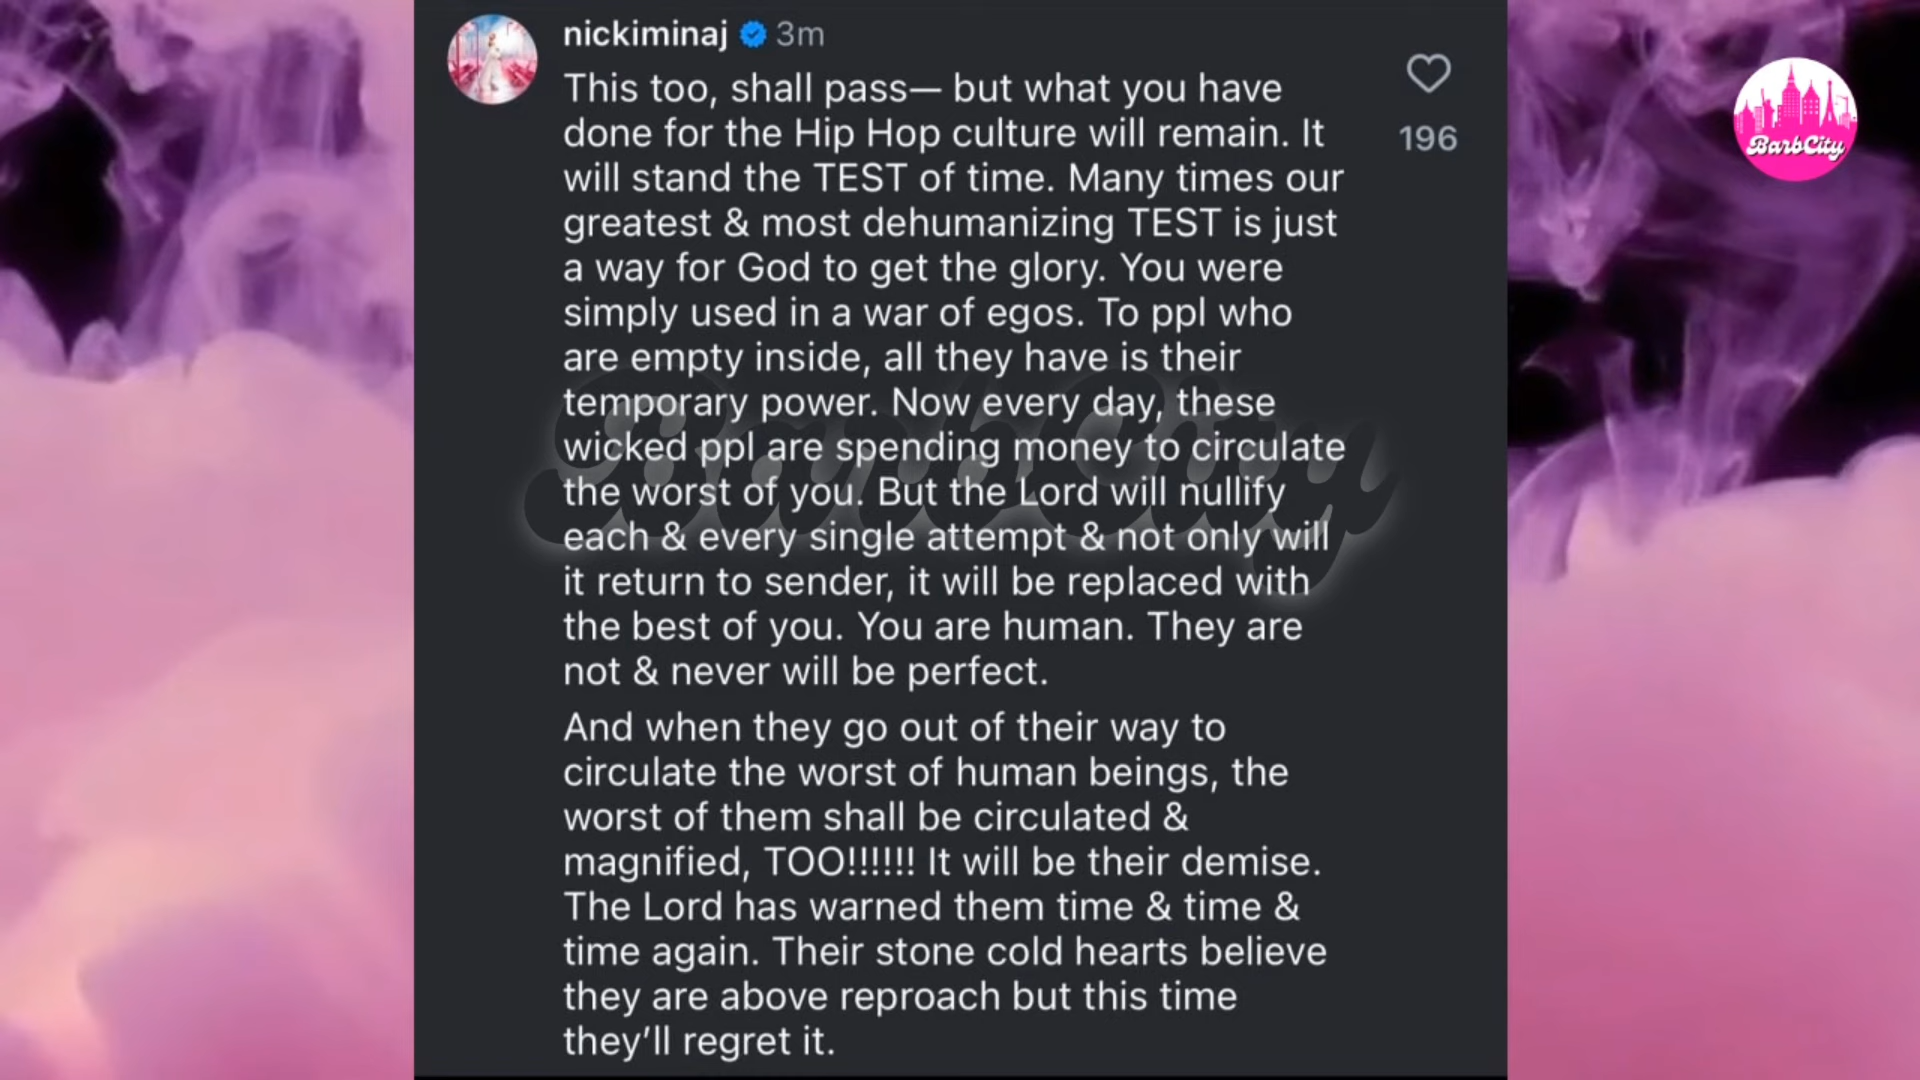 nickiminaj 3m
This too, shall pass— but what you have
done for the Hip Hop culture will remain. It
will stand the TEST of time. Many times our
greatest & most dehumanizing TEST is just
a way for God to get the glory. You were
simply used in a war of egos. To ppl who
are empty inside, all they have is their
temporary power. Now every day, these
wicked ppl are spending money to circulate
the worst of you. But the Lord will nullify
each & every single attempt & not only will
it return to sender, it will be replaced with
the best of you. You are human. They are
not & never will be perfect.
And when they go out of their way to
circulate the worst of human beings, the
worst of them shall be circulated &
magnified, TOO!!!!!! It will be their demise.
The Lord has warned them time & time &
time again. Their stone cold hearts believe
they are above reproach but this time
they’ll regret it.
196
BarbCity
BarbCity